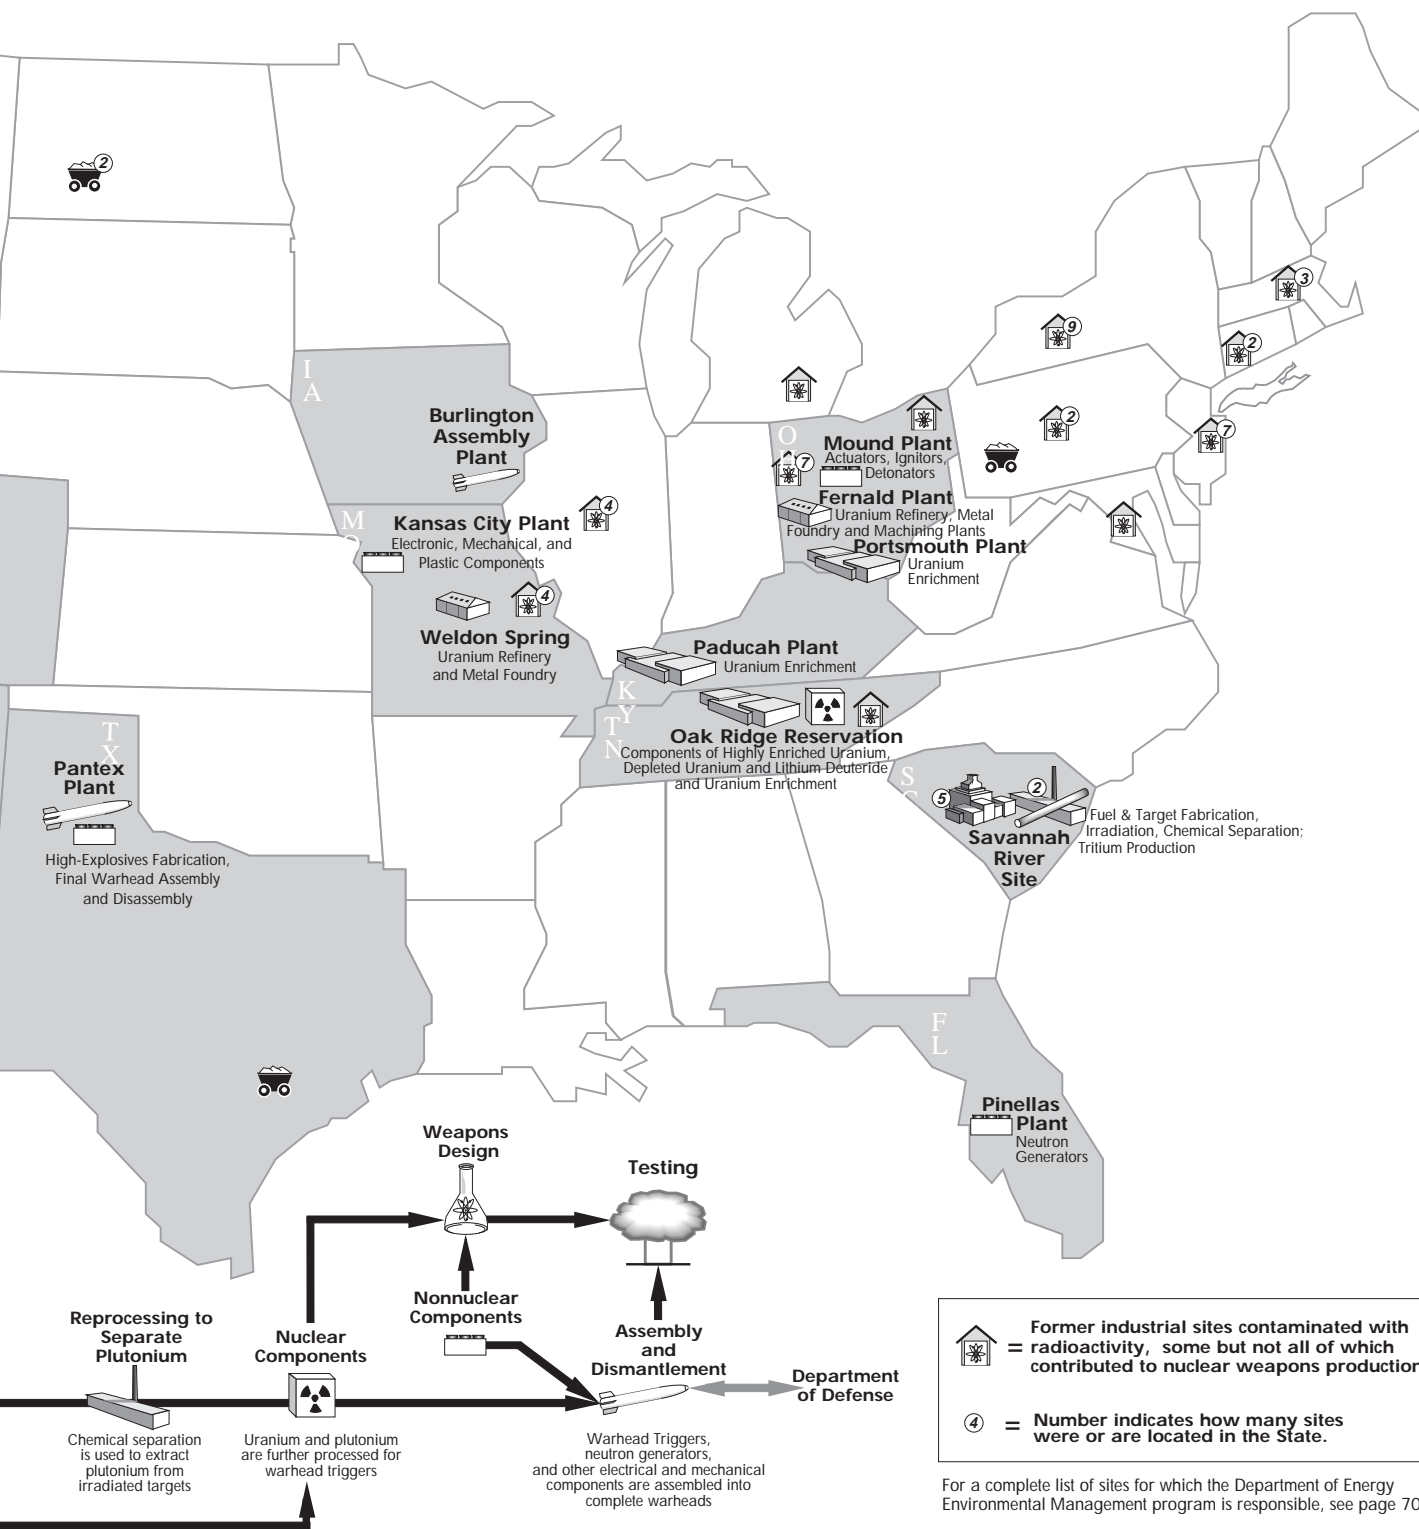 2
3
9
2
I
A
2
7
Burlington
Assembly
Plant
O
H
7
Mound Plant
Actuators, Ignitors,
Detonators
4
M
O
Kansas City Plant
Electronic, Mechanical, and
Plastic Components
Fernald Plant
Uranium Refinery, Metal
Foundry and Machining Plants
Portsmouth Plant
Uranium
Enrichment
4
Weldon Spring
Uranium Refinery
and Metal Foundry
Paducah Plant
Uranium Enrichment
K
Y
T
N
Oak Ridge Reservation
Components of Highly Enriched Uranium,
Depleted Uranium and Lithium Deuteride
and Uranium Enrichment
T
X
Pantex
Plant
High-Explosives Fabrication,
Final Warhead Assembly
and Disassembly
S
C
5
2
Savannah
River
Site
Fuel & Target Fabrication,
Irradiation, Chemical Separation;
Tritium Production
F
L
Pinellas
Plant
Neutron
Generators
Weapons
Design
Testing
Reprocessing to
Separate
Plutonium
Nuclear
Components
Nonnuclear
Components
Assembly
and
Dismantlement
Department
of Defense
Chemical separation
is used to extract
plutonium from
irradiated targets
Uranium and plutonium
are further processed for
warhead triggers
Warhead Triggers,
neutron generators,
and other electrical and mechanical
components are assembled into
complete warheads
= Former industrial sites contaminated with
radioactivity, some but not all of which
contributed to nuclear weapons production
4 = Number indicates how many sites
were or are located in the State.
For a complete list of sites for which the Department of Energy
Environmental Management program is responsible, see page 70